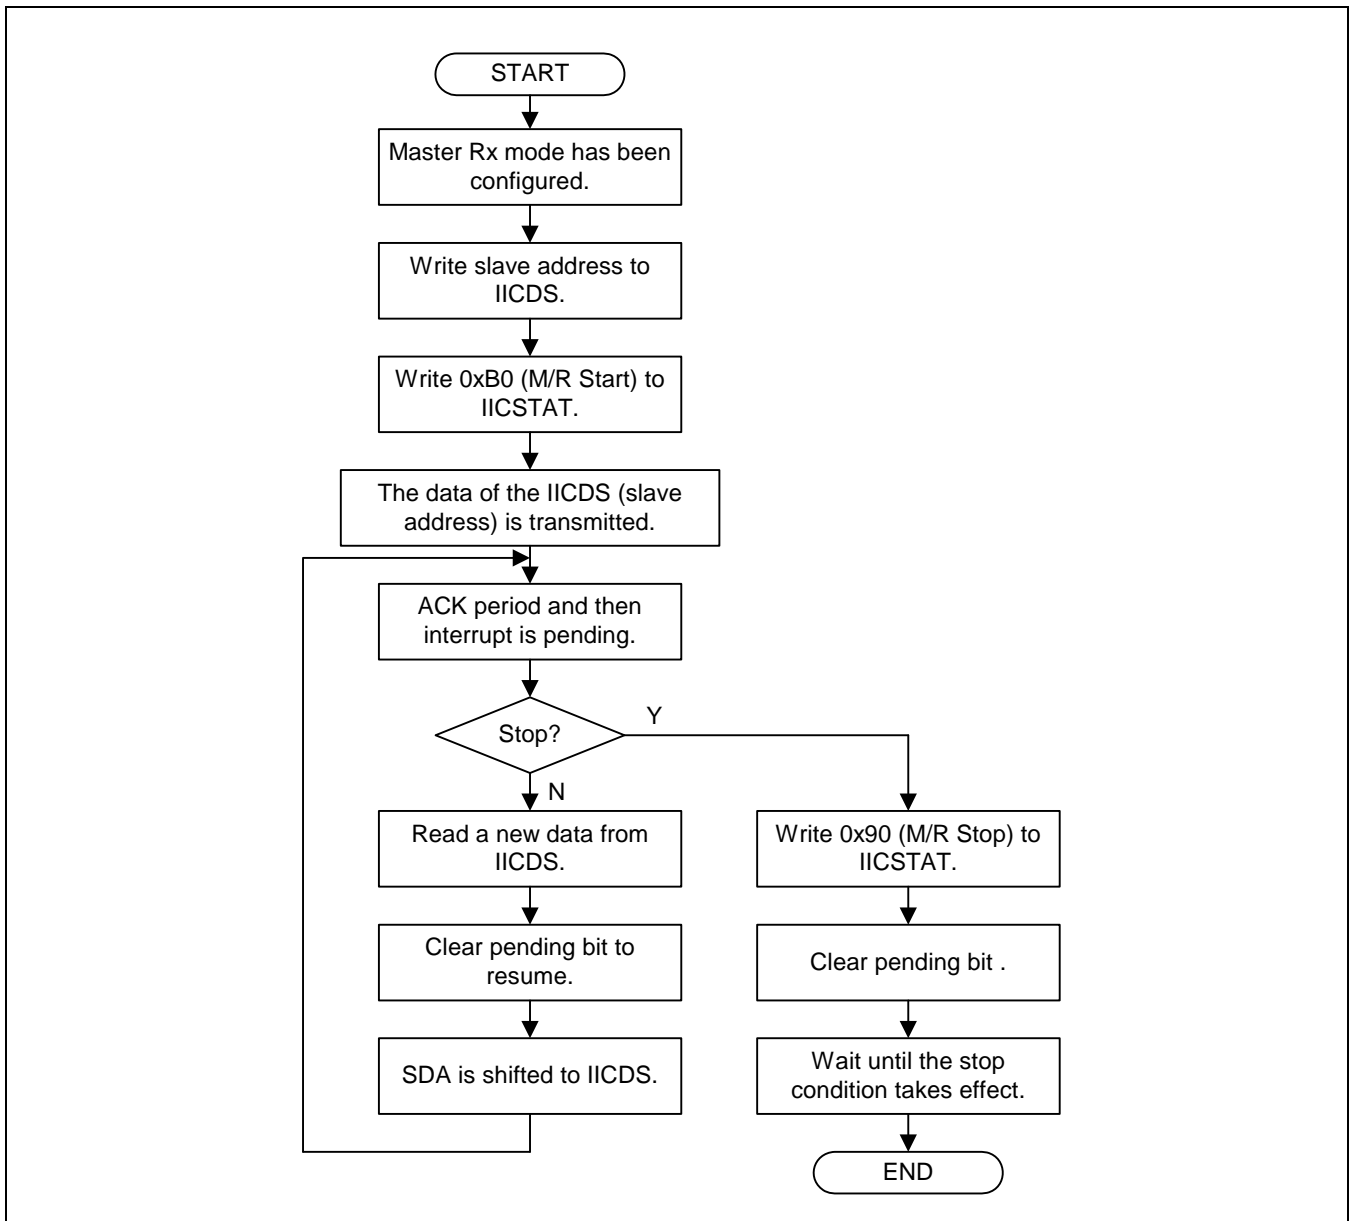 START
Master Rx mode has been
configured.
Write slave address to
IICDS.
Write 0xB0 (M/R Start) to
IICSTAT.
The data of the IICDS (slave
address) is transmitted.
ACK period and then
interrupt is pending.
Stop?
Y
N
Read a new data from
IICDS.
Clear pending bit to
resume.
SDA is shifted to IICDS.
Write 0x90 (M/R Stop) to
IICSTAT.
Clear pending bit .
Wait until the stop
condition takes effect.
END